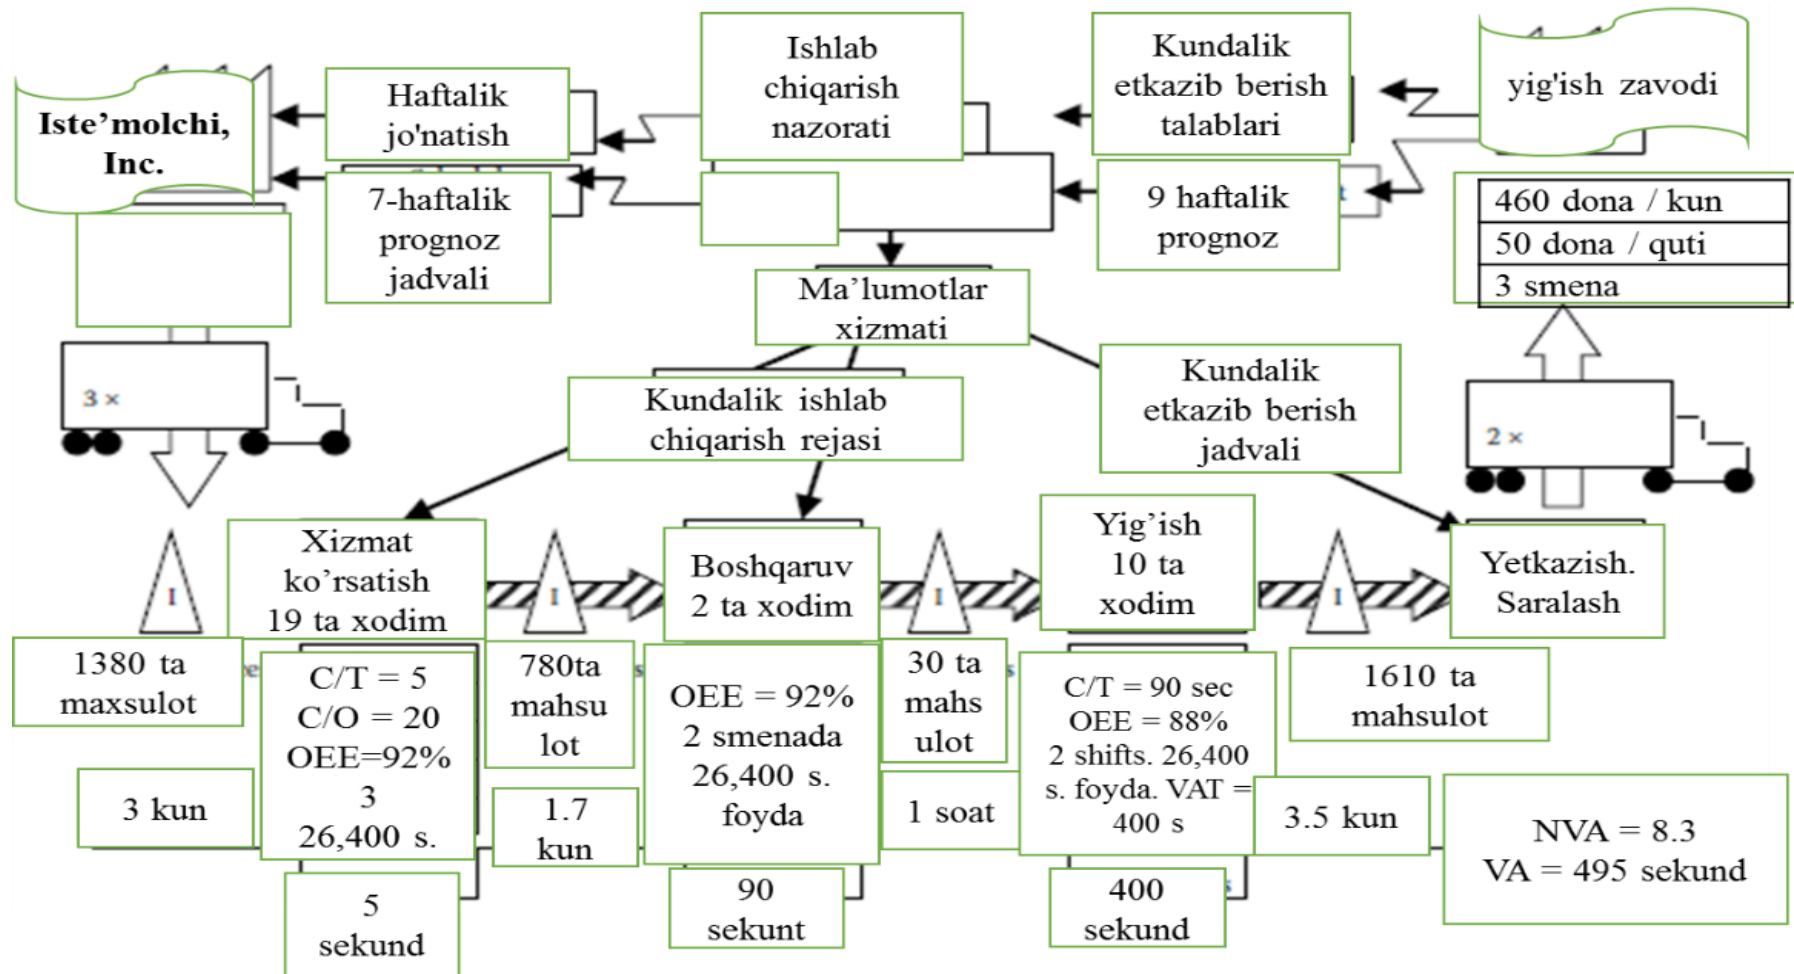 Iste’molchi,
Inc.
Haftalik
jo'natish
7-haftalik
prognoz
jadvali
Ishlab
chiqarish
nazorati
Kundalik
etkazib berish
talablari
9 haftalik
prognoz
yig'ish zavodi
460 dona / kun
50 dona / quti
3 smena
Ma’lumotlar
xizmati
3 ×
Kundalik ishlab
chiqarish rejasi
Kundalik
etkazib berish
jadvali
2 ×
I
Xizmat
ko’rsatish
19 ta xodim
I
Boshqaruv
2 ta xodim
I
Yig’ish
10 ta
xodim
I
Yetkazish.
Saralash
1380 ta
maxsulot
C/T = 5
C/O = 20
OEE=92%
3
26,400 s.
780ta
mahsu
lot
OEE = 92%
2 smenada
26,400 s.
foyda
30 ta
mahs
ulot
C/T = 90 sec
OEE = 88%
2 shifts. 26,400
s. foyda. VAT =
400 s
1610 ta
mahsulot
3 kun
1.7
kun
1 soat
3.5 kun
NVA = 8.3
VA = 495 sekund
5
sekund
90
sekunt
400
sekund